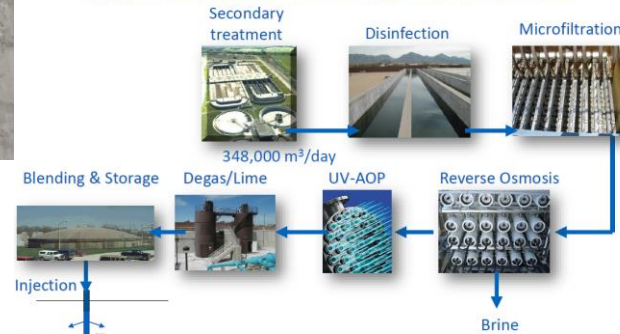 Secondary
treatment
Disinfection
Microfiltration
348,000 m³/day
Blending & Storage
Degas/Lime
UV-AOP
Reverse Osmosis
Injection
Brine